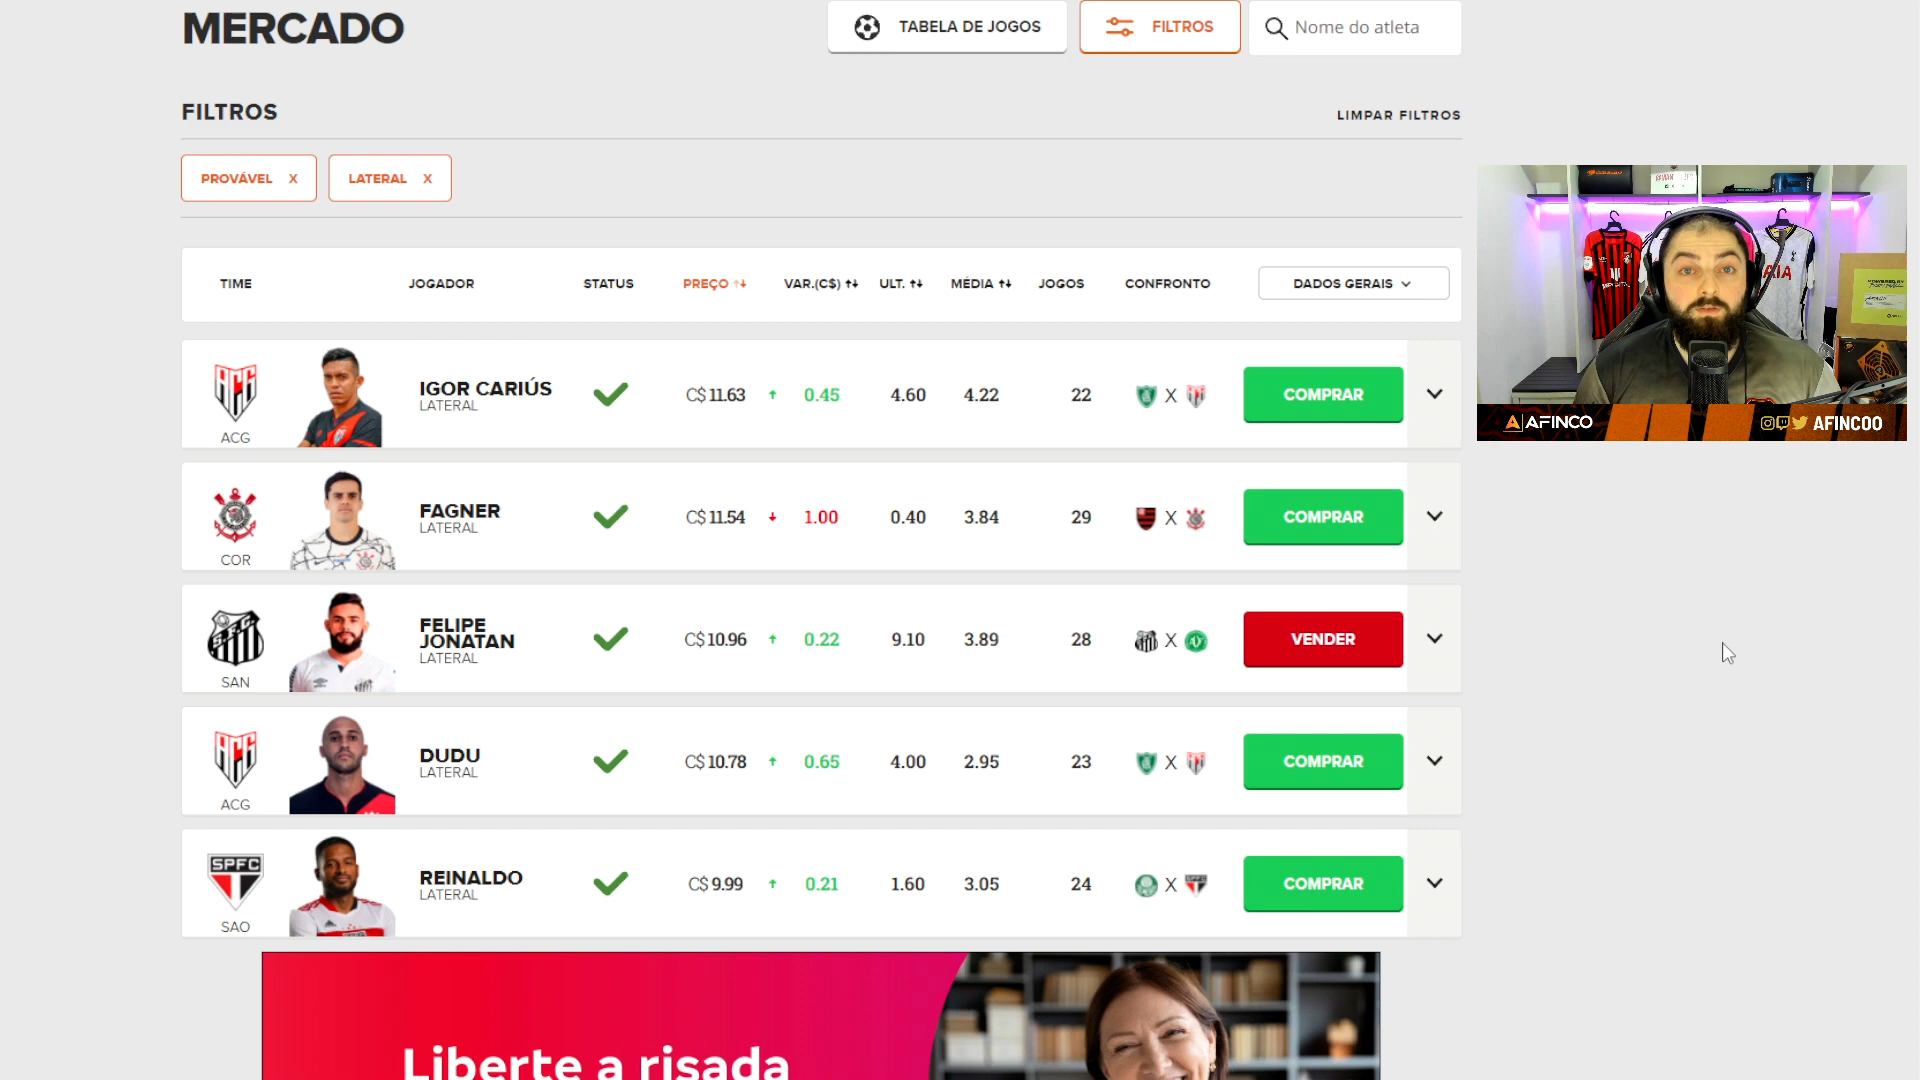 MERCADO
TABELA DE JOGOS
FILTROS
Nome do atleta
FILTROS
LIMPAR FILTROS
PROVÁVEL X
LATERAL X
TIME JOGADOR STATUS PREÇO VAR.(C$) ULT. MÉDIA JOGOS CONFRONTO DADOS GERAIS
ACG
IGOR CARIÚS
LATERAL
C$ 11.63 0.45 4.60 4.22 22 X COMPRAR
COR
FAGNER
LATERAL
C$ 11.54 1.00 0.40 3.84 29 X COMPRAR
SAN
FELIPE
JONATAN
LATERAL
C$ 10.96 0.22 9.10 3.89 28 X VENDER
ACG
DUDU
LATERAL
C$ 10.78 0.65 4.00 2.95 23 X COMPRAR
SPFC
SAO
REINALDO
LATERAL
C$ 9.99 0.21 1.60 3.05 24 X COMPRAR
AIA
AFINCO
AFINCOO
Liberte a risada